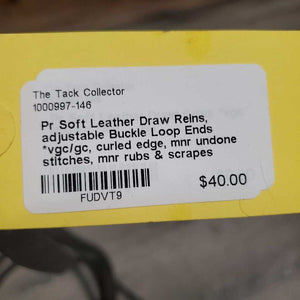 The Tack Collector
1000997-146
Pr Soft Leather Draw Reins,
adjustable Buckle Loop Ends
*vgc/gc, curled edge, mnr undone
stitches, mnr rubs & scrapes
$40.00
FUDVT9